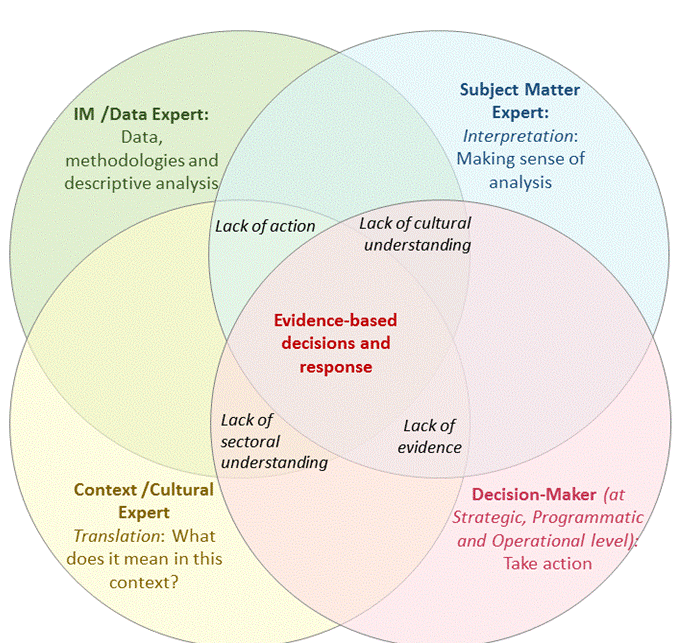 IM /Data Expert:
Data,
methodologies and
descriptive analysis
Subject Matter
Expert:
Interpretation:
Making sense of
analysis
Lack of action
Lack of cultural
understanding
Evidence-based
decisions and
response
Lack of
sectoral
understanding
Lack of
evidence
Context /Cultural
Expert
Translation: What
does it mean in this
context?
Decision-Maker (at
Strategic, Programmatic
and Operational level):
Take action